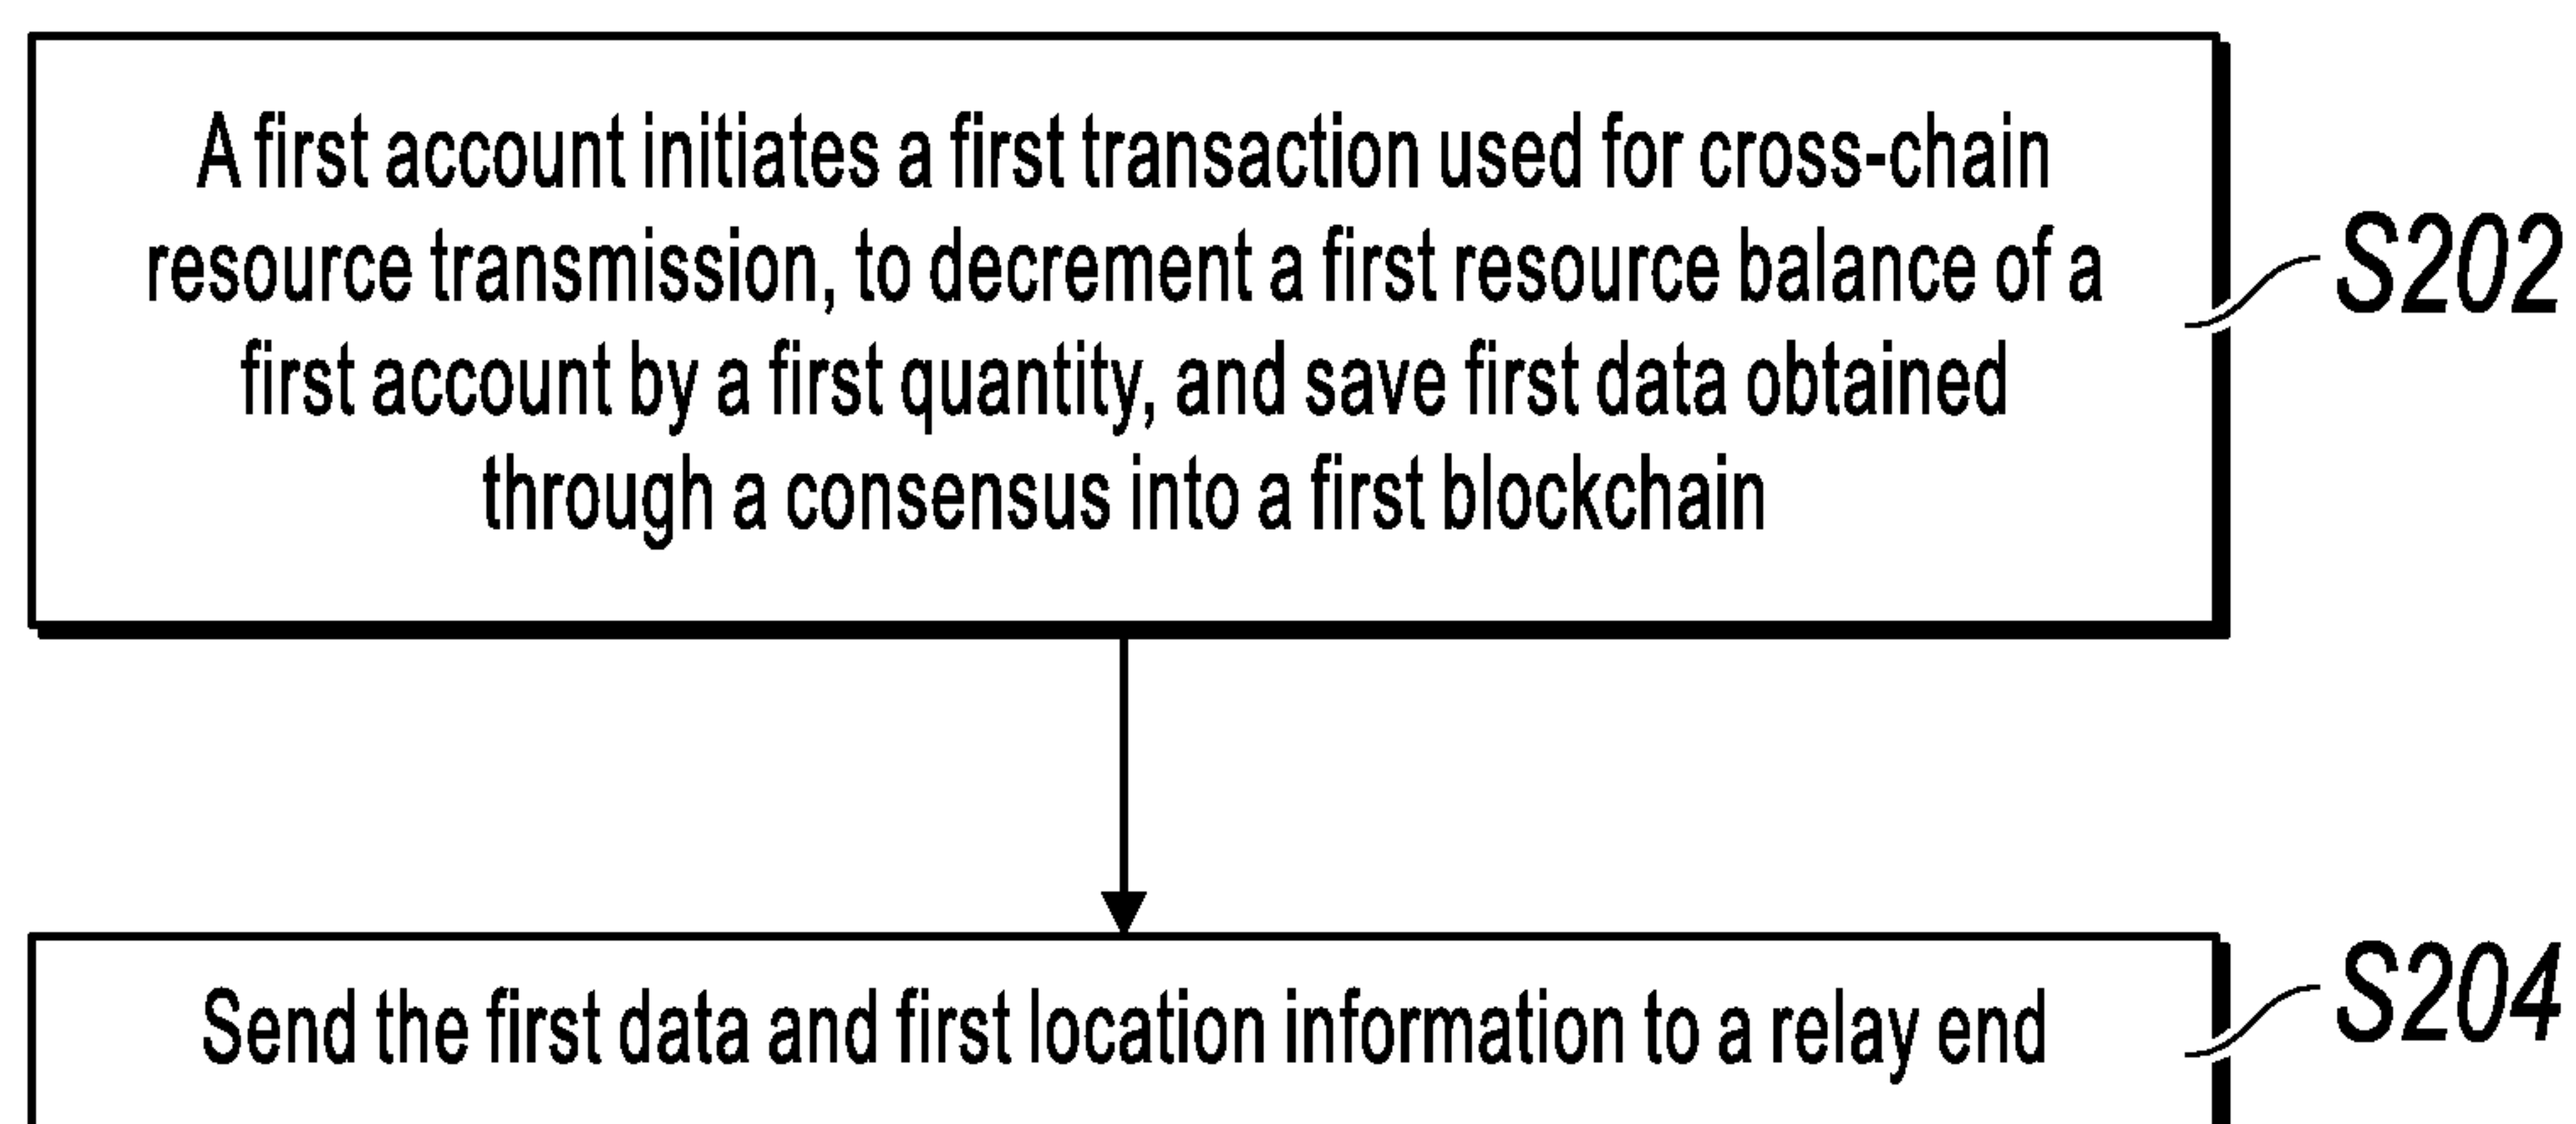 A first account initiates a first transaction used for cross-chain
resource transmission, to decrement a first resource balance of a
first account by a first quantity, and save first data obtained
through a consensus into a first blockchain
S202
Send the first data and first location information to a relay end
S204